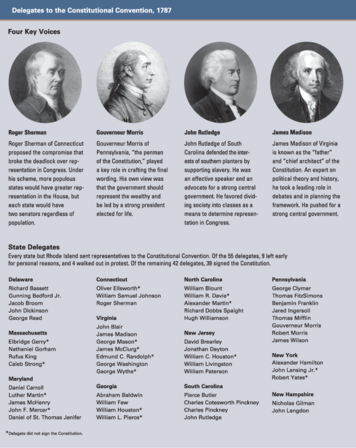 Delegates to the Constitutional Convention, 1787
Four Key Voices
Roger Sherman
Roger Sherman of Connecticut
proposed the compromise that
broke the deadlock over rep-
resentation in Congress. Under
his scheme, more populous
states would have greater rep-
resentation in the House, but
each state would have
two senators regardless of
population.
Gouverneur Morris
Gouverneur Morris of
Pennsylvania, “the penman
of the Constitution,” played
a key role in crafting the final
wording. His own view was
that the government should
represent the wealthy and
be led by a strong president
elected for life.
John Rutledge
John Rutledge of South
Carolina defended the inter-
ests of southern planters by
supporting slavery. He was
an effective speaker and an
advocate for a strong central
government. He favored divid-
ing society into classes as a
means to determine represen-
tation in Congress.
James Madison
James Madison of Virginia
is known as the “father”
and “chief architect” of the
Constitution. An expert on
political theory and history,
he took a leading role in
debates and in planning the
framework. He pushed for a
strong central government.
State Delegates
Every state but Rhode Island sent representatives to the Constitutional Convention. Of the 55 delegates, 9 left early
for personal reasons, and 4 walked out in protest. Of the remaining 42 delegates, 39 signed the Constitution.
Delaware
Richard Bassett
Gunning Bedford Jr.
Jacob Broom
John Dickinson
George Read
Massachusetts
Elbridge Gerry*
Nathaniel Gorham
Rufus King
Caleb Strong*
Maryland
Daniel Carroll
Luther Martin*
James McHenry
John F. Mercer*
Daniel of St. Thomas Jenifer
Connecticut
Oliver Ellsworth*
William Samuel Johnson
Roger Sherman
Virginia
John Blair
James Madison
George Mason*
James McClurg*
Edmund C. Randolph*
George Washington
George Wythe*
Georgia
Abraham Baldwin
William Few
William Houston*
William L. Pierce*
North Carolina
William Blount
William R. Davie*
Alexander Martin*
Richard Dobbs Spaight
Hugh Williamson
New Jersey
David Brearley
Jonathan Dayton
William C. Houston*
William Livingston
William Paterson
South Carolina
Pierce Butler
Charles Cotesworth Pinckney
Charles Pinckney
John Rutledge
Pennsylvania
George Clymer
Thomas FitzSimons
Benjamin Franklin
Jared Ingersoll
Thomas Mifflin
Gouverneur Morris
Robert Morris
James Wilson
New York
Alexander Hamilton
John Lansing Jr.*
Robert Yates*
New Hampshire
Nicholas Gilman
John Langdon
*Delegate did not sign the Constitution.